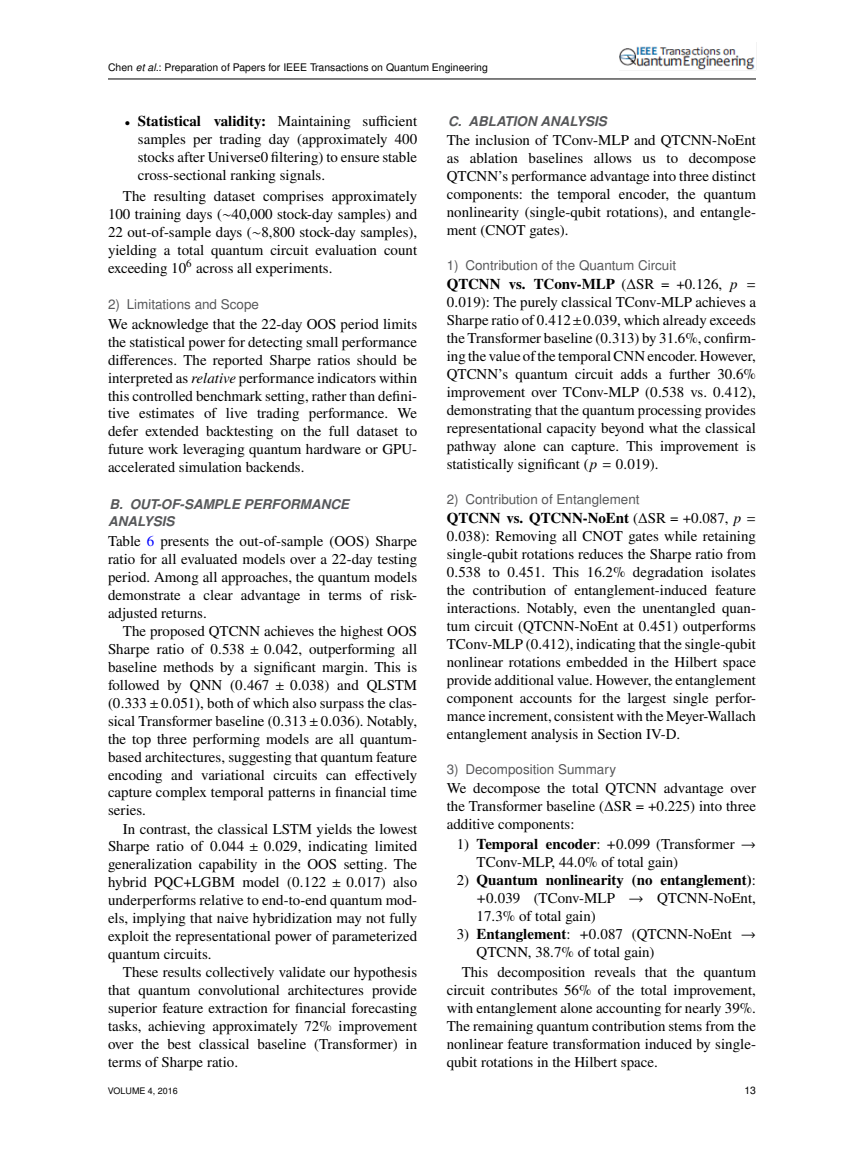 Chen et al.: Preparation of Papers for IEEE Transactions on Quantum Engineering
IEEE Transactions on
Quantum Engineering
• Statistical validity: Maintaining sufficient
samples per trading day (approximately 400
stocks after Universe0 filtering) to ensure stable
cross-sectional ranking signals.
The resulting dataset comprises approximately
100 training days (~40,000 stock-day samples) and
22 out-of-sample days (~8,800 stock-day samples),
yielding a total quantum circuit evaluation count
exceeding 10⁶ across all experiments.
2) Limitations and Scope
We acknowledge that the 22-day OOS period limits
the statistical power for detecting small performance
differences. The reported Sharpe ratios should be
interpreted as relative performance indicators within
this controlled benchmark setting, rather than defini-
tive estimates of live trading performance. We
defer extended backtesting on the full dataset to
future work leveraging quantum hardware or GPU-
accelerated simulation backends.
B. OUT-OF-SAMPLE PERFORMANCE
ANALYSIS
Table 6 presents the out-of-sample (OOS) Sharpe
ratio for all evaluated models over a 22-day testing
period. Among all approaches, the quantum models
demonstrate a clear advantage in terms of risk-
adjusted returns.
The proposed QTCNN achieves the highest OOS
Sharpe ratio of 0.538 ± 0.042, outperforming all
baseline methods by a significant margin. This is
followed by QNN (0.467 ± 0.038) and QLSTM
(0.333 ± 0.051), both of which also surpass the clas-
sical Transformer baseline (0.313 ± 0.036). Notably,
the top three performing models are all quantum-
based architectures, suggesting that quantum feature
encoding and variational circuits can effectively
capture complex temporal patterns in financial time
series.
In contrast, the classical LSTM yields the lowest
Sharpe ratio of 0.044 ± 0.029, indicating limited
generalization capability in the OOS setting. The
hybrid PQC+LGBM model (0.122 ± 0.017) also
underperforms relative to end-to-end quantum mod-
els, implying that naive hybridization may not fully
exploit the representational power of parameterized
quantum circuits.
These results collectively validate our hypothesis
that quantum convolutional architectures provide
superior feature extraction for financial forecasting
tasks, achieving approximately 72% improvement
over the best classical baseline (Transformer) in
terms of Sharpe ratio.
C. ABLATION ANALYSIS
The inclusion of TConv-MLP and QTCNN-NoEnt
as ablation baselines allows us to decompose
QTCNN's performance advantage into three distinct
components: the temporal encoder, the quantum
nonlinearity (single-qubit rotations), and entangle-
ment (CNOT gates).
1) Contribution of the Quantum Circuit
QTCNN vs. TConv-MLP (ΔSR = +0.126, p =
0.019): The purely classical TConv-MLP achieves a
Sharpe ratio of 0.412 ± 0.039, which already exceeds
the Transformer baseline (0.313) by 31.6%, confirm-
ing the value of the temporal CNN encoder. However,
QTCNN's quantum circuit adds a further 30.6%
improvement over TConv-MLP (0.538 vs. 0.412),
demonstrating that the quantum processing provides
representational capacity beyond what the classical
pathway alone can capture. This improvement is
statistically significant (p = 0.019).
2) Contribution of Entanglement
QTCNN vs. QTCNN-NoEnt (ΔSR = +0.087, p =
0.038): Removing all CNOT gates while retaining
single-qubit rotations reduces the Sharpe ratio from
0.538 to 0.451. This 16.2% degradation isolates
the contribution of entanglement-induced feature
interactions. Notably, even the unentangled quan-
tum circuit (QTCNN-NoEnt at 0.451) outperforms
TConv-MLP (0.412), indicating that the single-qubit
nonlinear rotations embedded in the Hilbert space
provide additional value. However, the entanglement
component accounts for the largest single perfor-
mance increment, consistent with the Meyer-Wallach
entanglement analysis in Section IV-D.
3) Decomposition Summary
We decompose the total QTCNN advantage over
the Transformer baseline (ΔSR = +0.225) into three
additive components:
1) Temporal encoder: +0.099 (Transformer →
TConv-MLP, 44.0% of total gain)
2) Quantum nonlinearity (no entanglement):
+0.039 (TConv-MLP → QTCNN-NoEnt,
17.3% of total gain)
3) Entanglement: +0.087 (QTCNN-NoEnt →
QTCNN, 38.7% of total gain)
This decomposition reveals that the quantum
circuit contributes 56% of the total improvement,
with entanglement alone accounting for nearly 39%.
The remaining quantum contribution stems from the
nonlinear feature transformation induced by single-
qubit rotations in the Hilbert space.
VOLUME 4, 2016
13